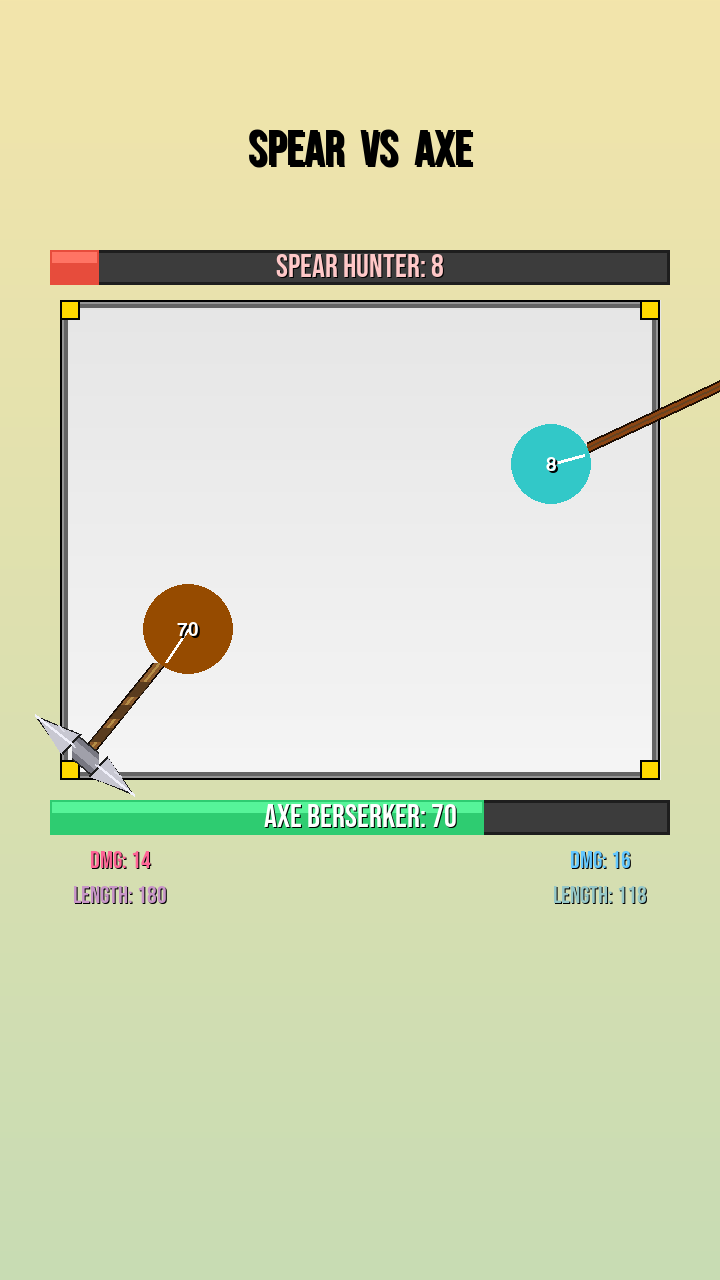 SPEAR VS AXE
SPEAR HUNTER: 8
8
70
AXE BERSERKER: 70
DMG: 14
DMG: 16
LENGTH: 180
LENGTH: 118